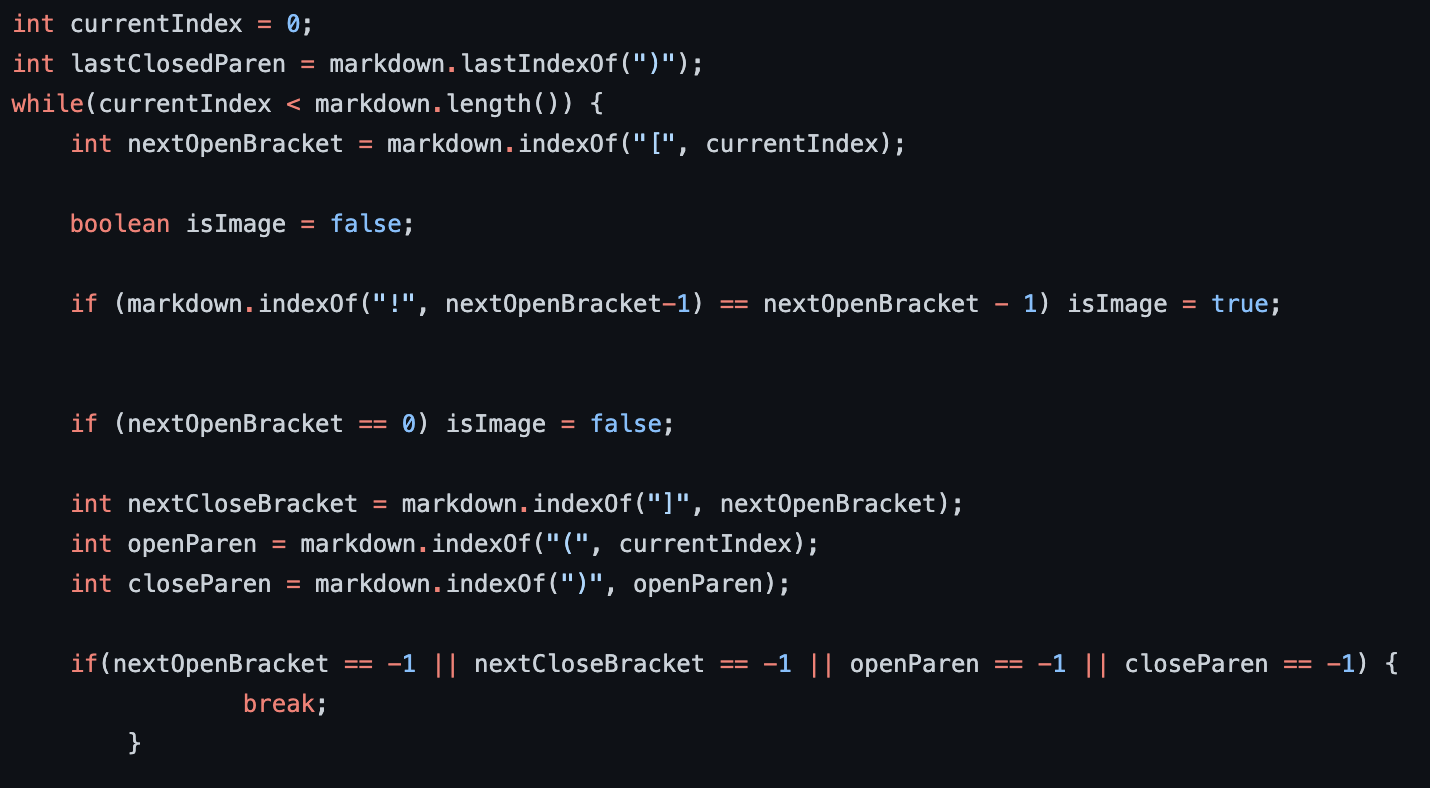 int currentIndex = 0;
int lastClosedParen = markdown.lastIndexOf(")");
while(currentIndex < markdown.length()) {
    int nextOpenBracket = markdown.indexOf("[", currentIndex);
    boolean isImage = false;
    if (markdown.indexOf("!", nextOpenBracket-1) == nextOpenBracket - 1) isImage = true;
    if (nextOpenBracket == 0) isImage = false;
    int nextCloseBracket = markdown.indexOf("]", nextOpenBracket);
    int openParen = markdown.indexOf("(", currentIndex);
    int closeParen = markdown.indexOf(")", openParen);
    if(nextOpenBracket == -1 || nextCloseBracket == -1 || openParen == -1 || closeParen == -1) {
                break;
        }